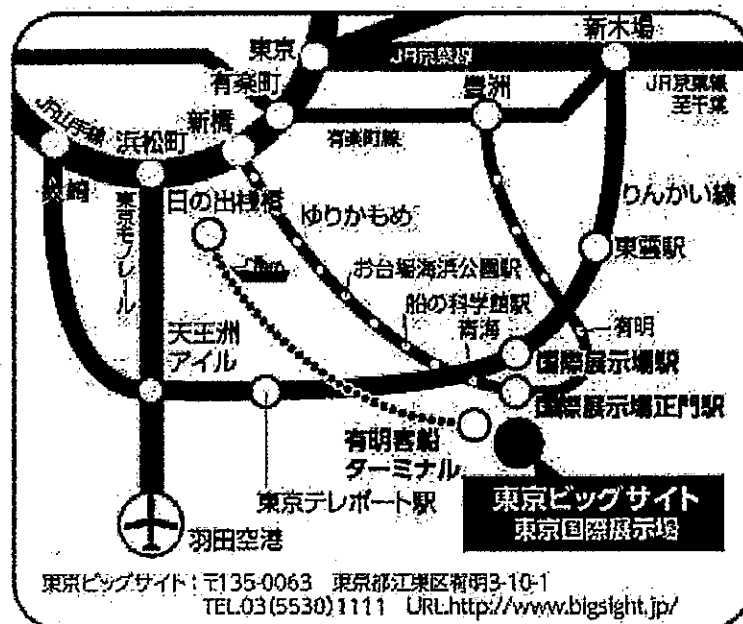 新木場
東京
JR京葉線
有楽町
豊洲
JR京葉線
至千葉
新橋
JR山手線
有楽町線
浜松町
大崎
日の出桟橋
ゆりかもめ
りんかい線
東京モノレール
東雲駅
お台場海浜公園駅
船の科学館駅
青海
有明
天王洲
アイル
国際展示場駅
国際展示場正門駅
有明客船
ターミナル
東京テレポート駅
東京ビッグサイト
東京国際展示場
羽田空港
東京ビッグサイト:〒135-0063 東京都江東区有明3-10-1
TEL.03(5530)1111 URL.http://www.bigsight.jp/